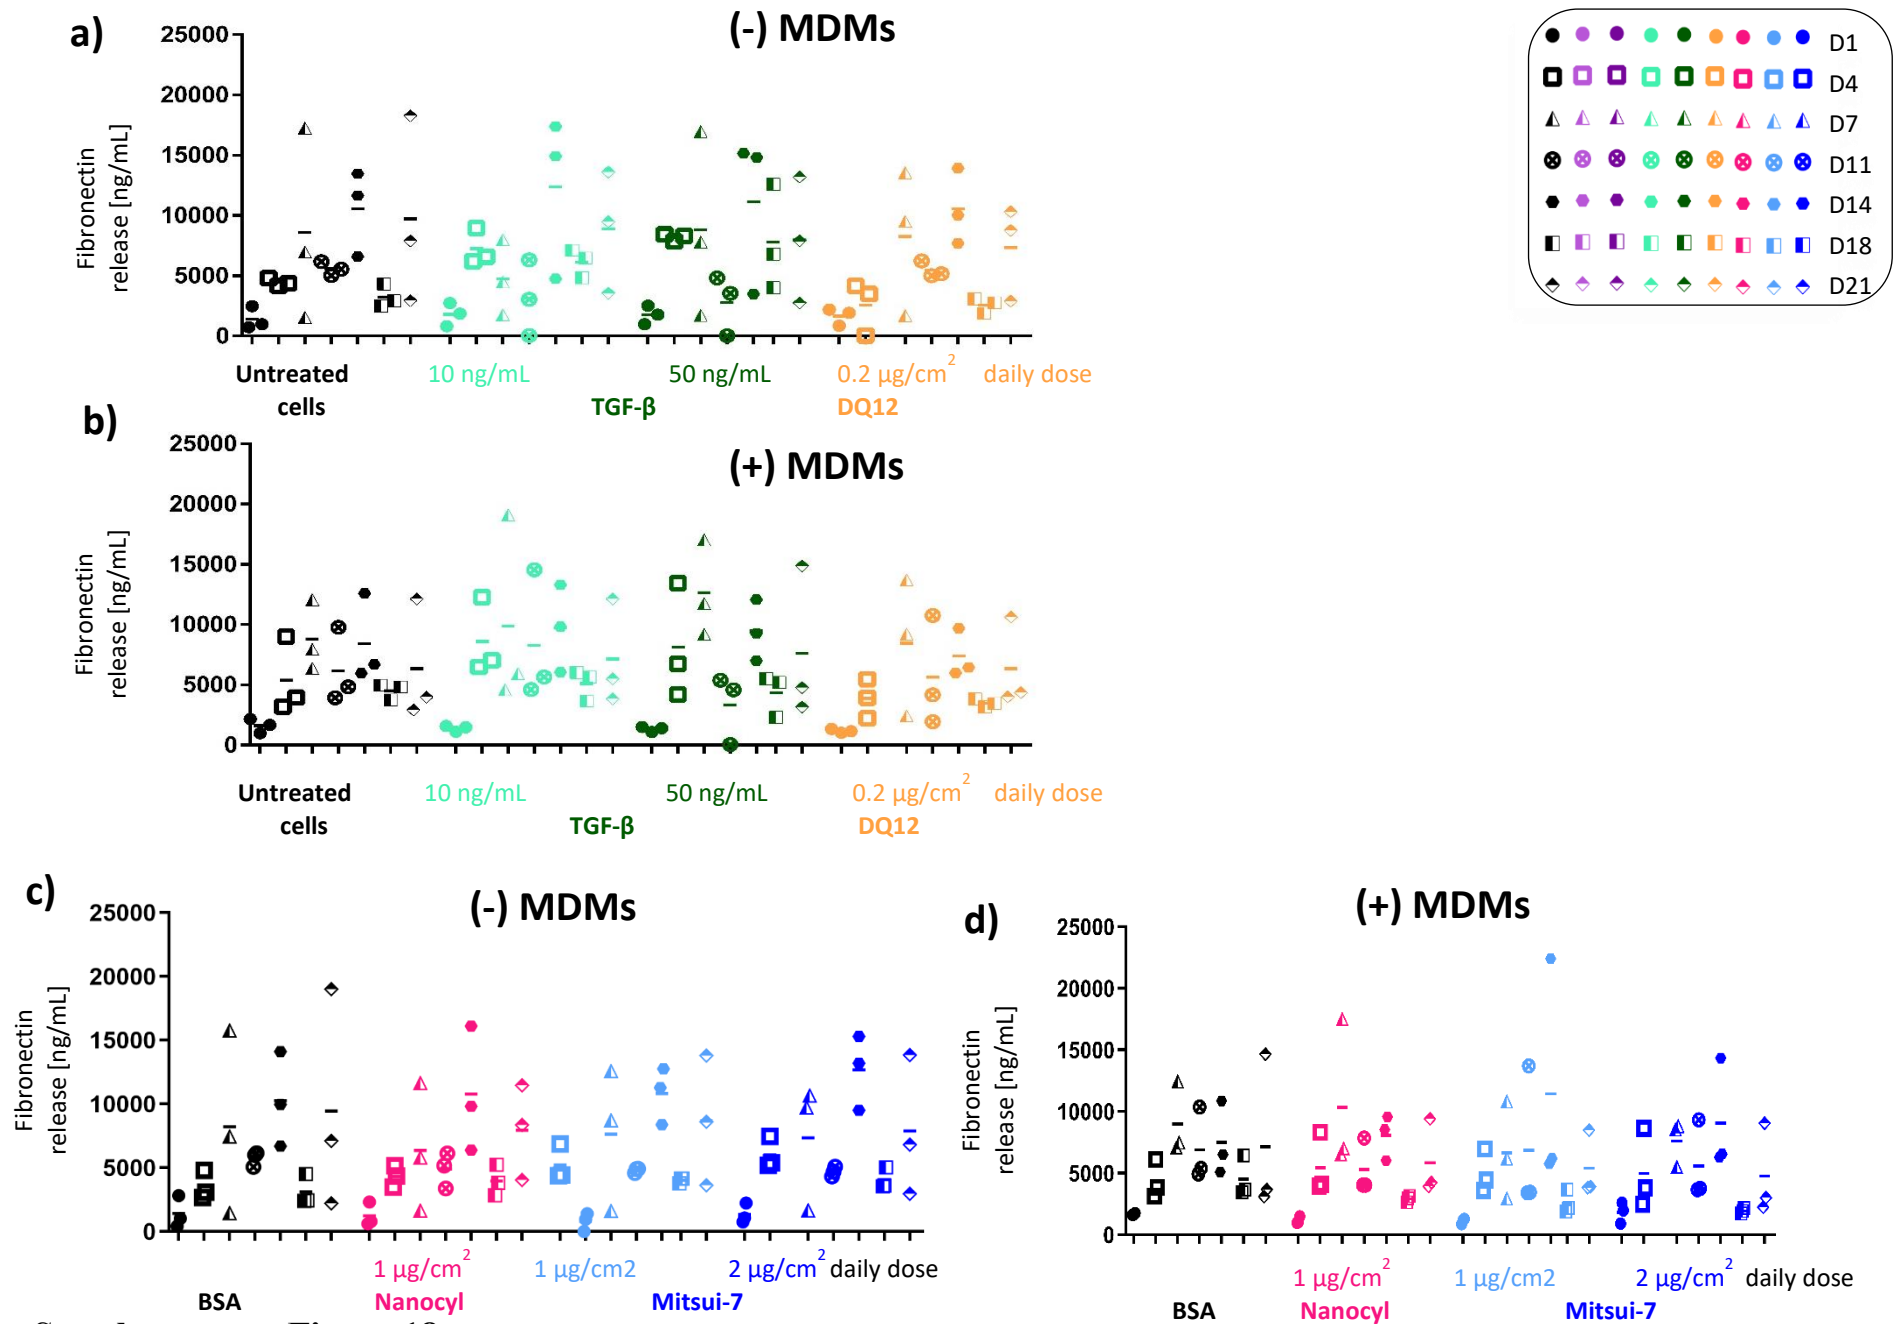 a)
(-) MDMs
25000
20000
15000
10000
5000
0
Fibronectin
release [ng/mL]
Untreated
cells
10 ng/mL
50 ng/mL
TGF-β
0.2 µg/cm2 daily dose
DQ12
D1
D4
D7
D11
D14
D18
D21
b)
(+) MDMs
25000
20000
15000
10000
5000
0
Fibronectin
release [ng/mL]
Untreated
cells
10 ng/mL
50 ng/mL
TGF-β
0.2 µg/cm2 daily dose
DQ12
c)
(-) MDMs
25000
20000
15000
10000
5000
0
Fibronectin
release [ng/mL]
BSA
1 µg/cm2
Nanocyl
1 µg/cm2
2 µg/cm2 daily dose
Mitsui-7
d)
(+) MDMs
25000
20000
15000
10000
5000
0
Fibronectin
release [ng/mL]
BSA
1 µg/cm2
Nanocyl
1 µg/cm2
2 µg/cm2 daily dose
Mitsui-7